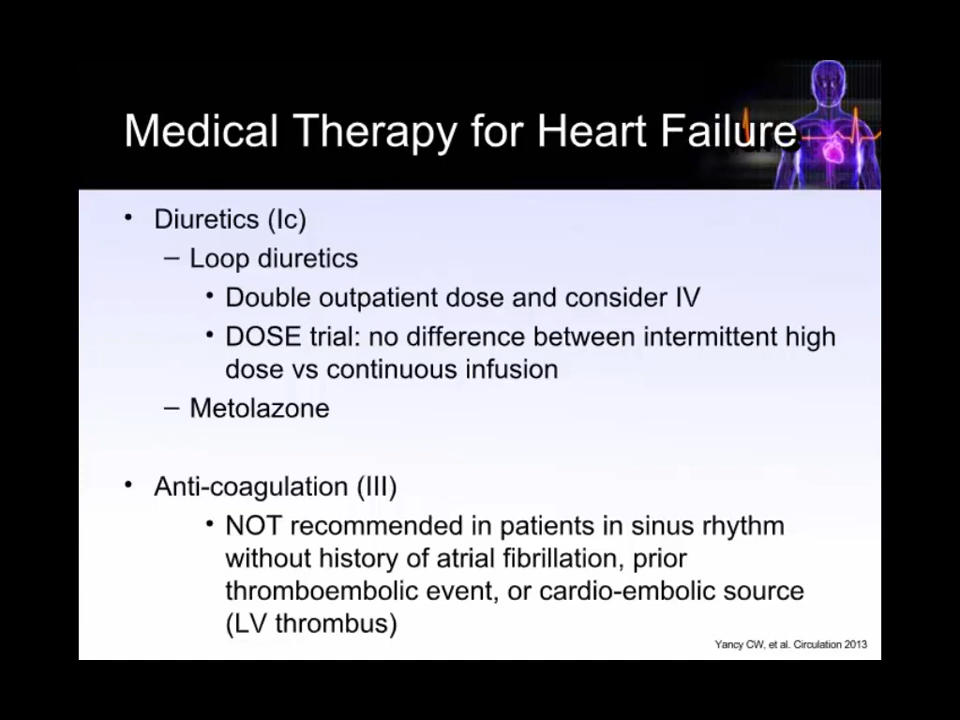 Medical Therapy for Heart Failure
• Diuretics (Ic)
– Loop diuretics
• Double outpatient dose and consider IV
• DOSE trial: no difference between intermittent high
dose vs continuous infusion
– Metolazone
• Anti-coagulation (III)
• NOT recommended in patients in sinus rhythm
without history of atrial fibrillation, prior
thromboembolic event, or cardio-embolic source
(LV thrombus)
Yancy CW, et al. Circulation 2013